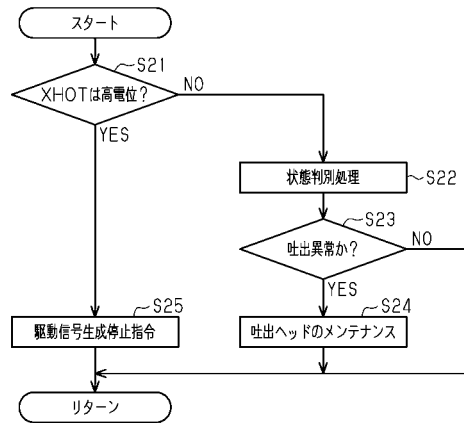 スタート
S21
XHOTは高電位?
NO
YES
状態判別処理
S22
S23
吐出異常か?
NO
YES
S25
S24
駆動信号生成停止指令
吐出ヘッドのメンテナンス
リターン